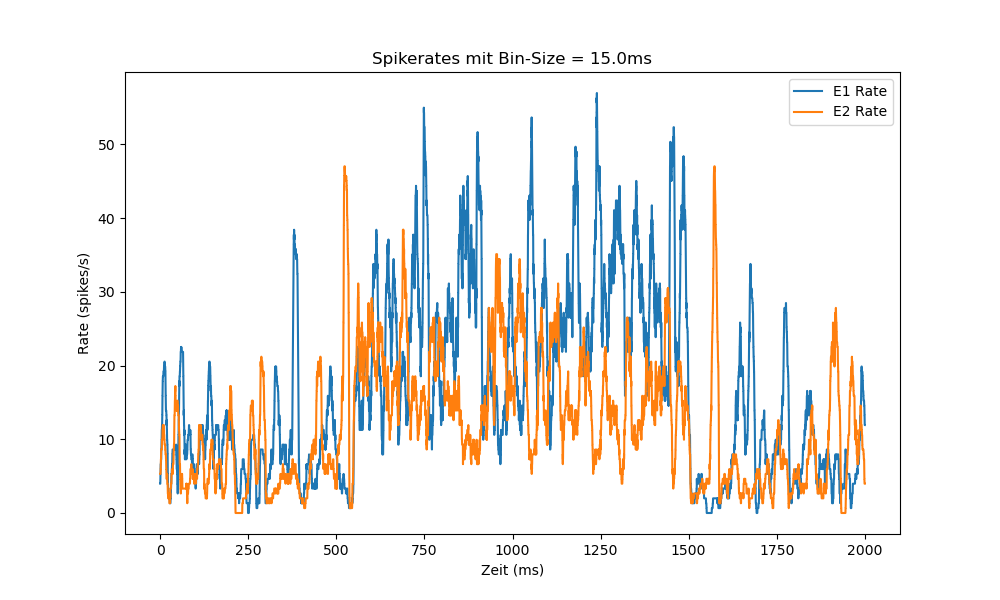 Spikerates mit Bin-Size = 15.0ms
E1 Rate
E2 Rate
Rate (spikes/s)
50
40
30
20
10
0
0 250 500 750 1000 1250 1500 1750 2000
Zeit (ms)